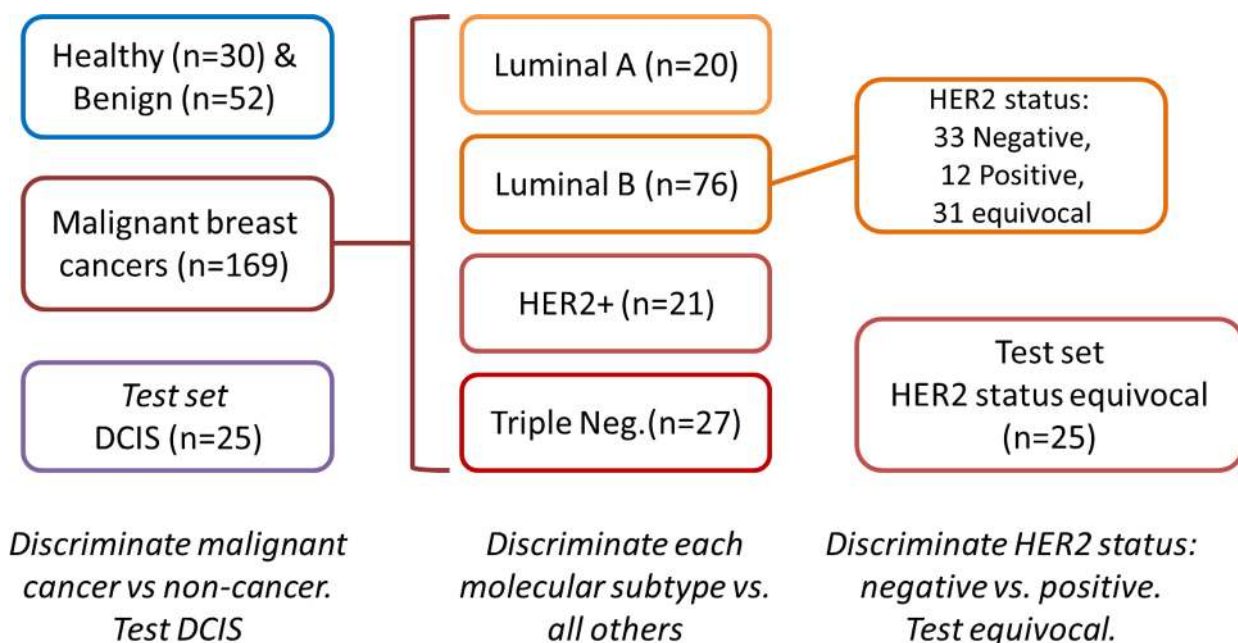 Healthy (n=30) &
Benign (n=52)
Malignant breast
cancers (n=169)
Test set
DCIS (n=25)
Discriminate malignant
cancer vs non-cancer.
Test DCIS
Luminal A (n=20)
Luminal B (n=76)
HER2+ (n=21)
Triple Neg.(n=27)
Discriminate each
molecular subtype vs.
all others
HER2 status:
33 Negative,
12 Positive,
31 equivocal
Test set
HER2 status equivocal
(n=25)
Discriminate HER2 status:
negative vs. positive.
Test equivocal.